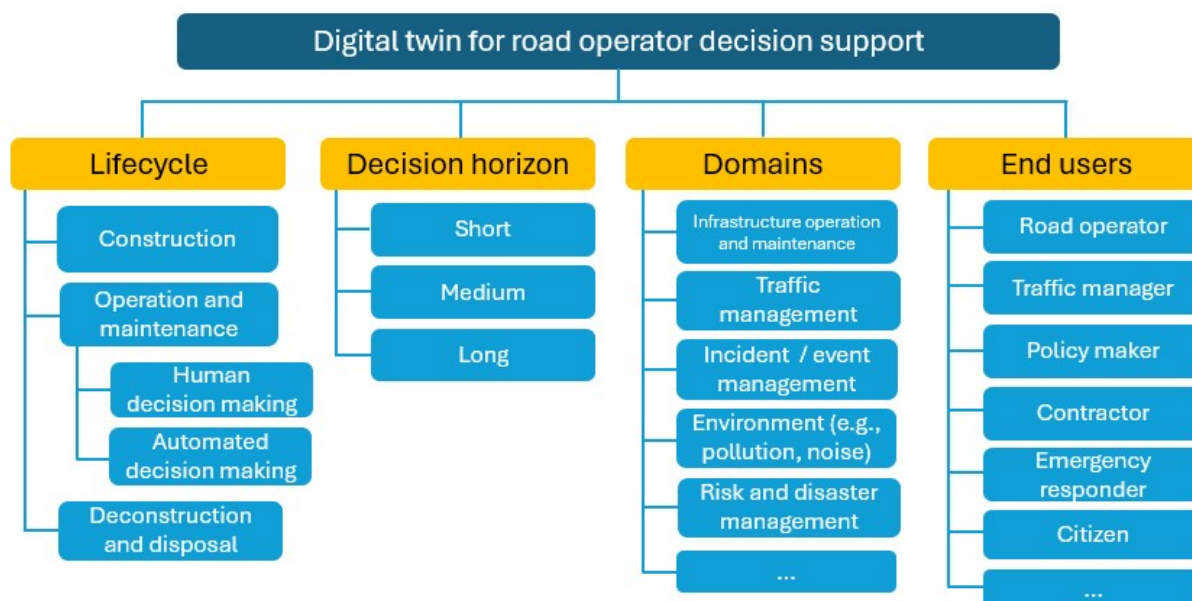 Digital twin for road operator decision support
Lifecycle
Construction
Operation and
maintenance
Human
decision making
Automated
decision making
Deconstruction
and disposal
Decision horizon
Short
Medium
Long
Domains
Infrastructure operation
and maintenance
Traffic
management
Incident / event
management
Environment (e.g.,
pollution, noise)
Risk and disaster
management
...
End users
Road operator
Traffic manager
Policy maker
Contractor
Emergency
responder
Citizen
...